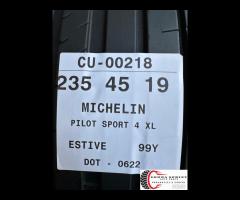 CU-00218
235 45 19
MICHELIN
PILOT SPORT 4 XL
ESTIVE 99Y
DOT - 0622